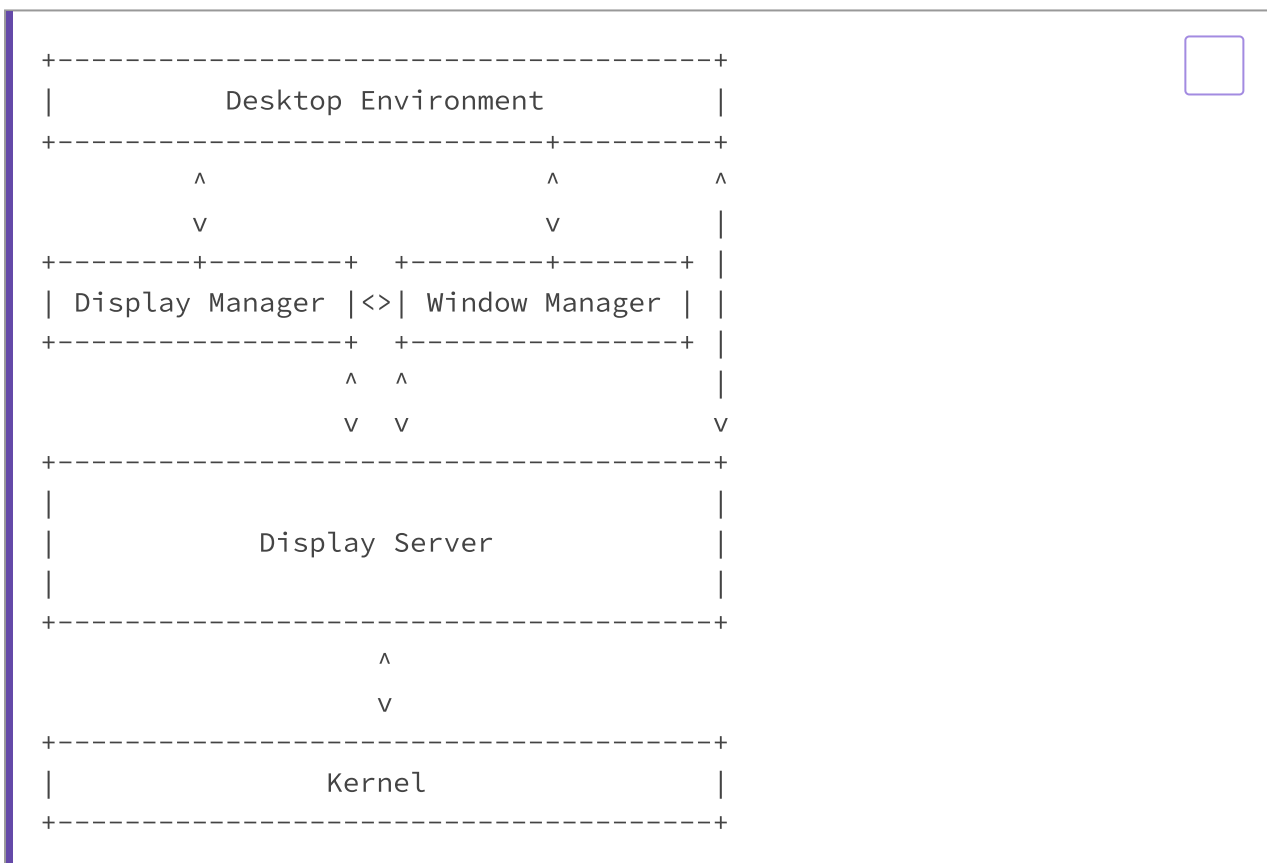 +---------------------------------------+
|          Desktop Environment          |
+-----------------------------+---------+
         ^                    ^         ^
         v                    v         |
+--------+--------+  +--------+-------+ |
| Display Manager |<>| Window Manager | |
+-----------------+  +----------------+ |
                  ^  ^                  |
                  v  v                  v
+---------------------------------------+
|                                       |
|            Display Server             |
|                                       |
+---------------------------------------+
                    ^
                    v
+---------------------------------------+
|                Kernel                 |
+---------------------------------------+